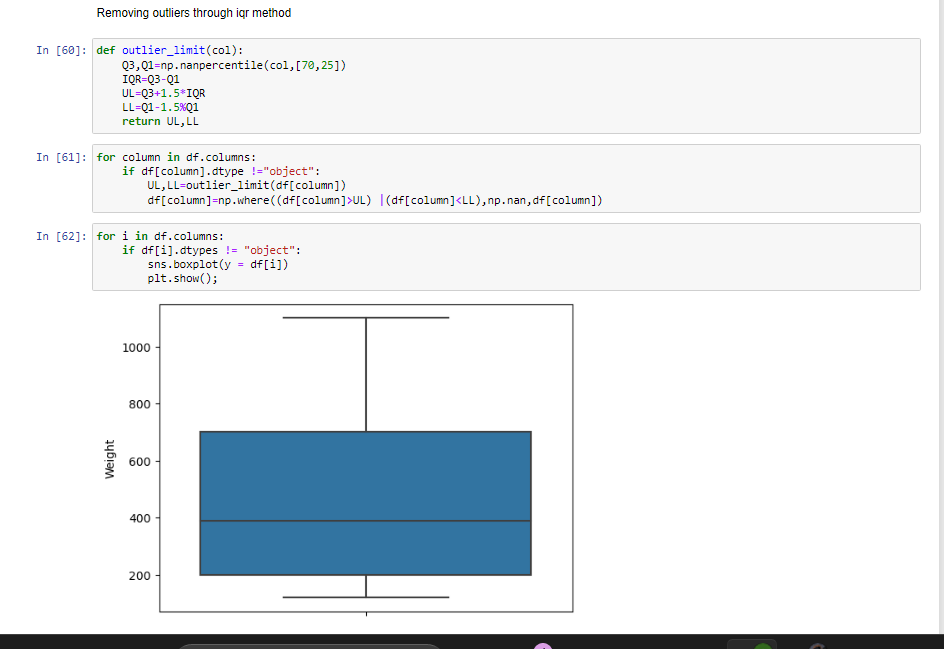 Removing outliers through iqr method
In [60]: def outlier_limit(col):
Q3,Q1=np.nanpercentile(col,[70,25])
IQR=Q3-Q1
UL=Q3+1.5*IQR
LL=Q1-1.5%Q1
return UL,LL
In [61]: for column in df.columns:
if df[column].dtype !="object":
UL,LL=outlier_limit(df[column])
df[column]=np.where((df[column]>UL) |(df[column]<LL),np.nan,df[column])
In [62]: for i in df.columns:
if df[i].dtypes != "object":
sns.boxplot(y = df[i])
plt.show();
1000
800
600
400
200
Weight